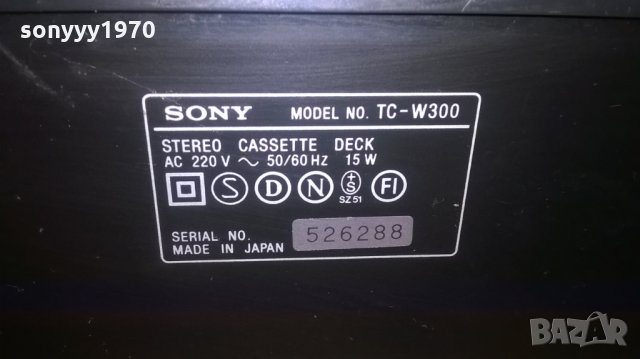 sonyyy1970
SONY MODEL NO. TC-W300
STEREO CASSETTE DECK
AC 220 V ~ 50/60 Hz 15 W
S D N +S FI
SZ 51
SERIAL NO. 526288
MADE IN JAPAN
BAZAR